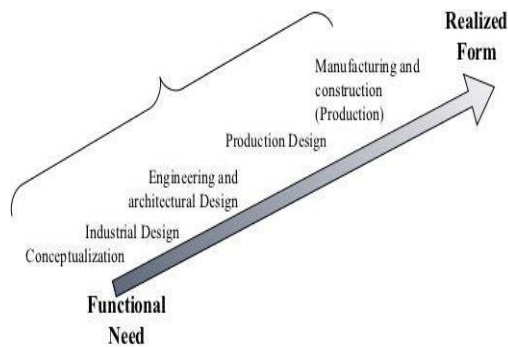 Realized
Form
Manufacturing and
construction
(Production)
Production Design
Engineering and
architectural Design
Industrial Design
Conceptualization
Functional
Need